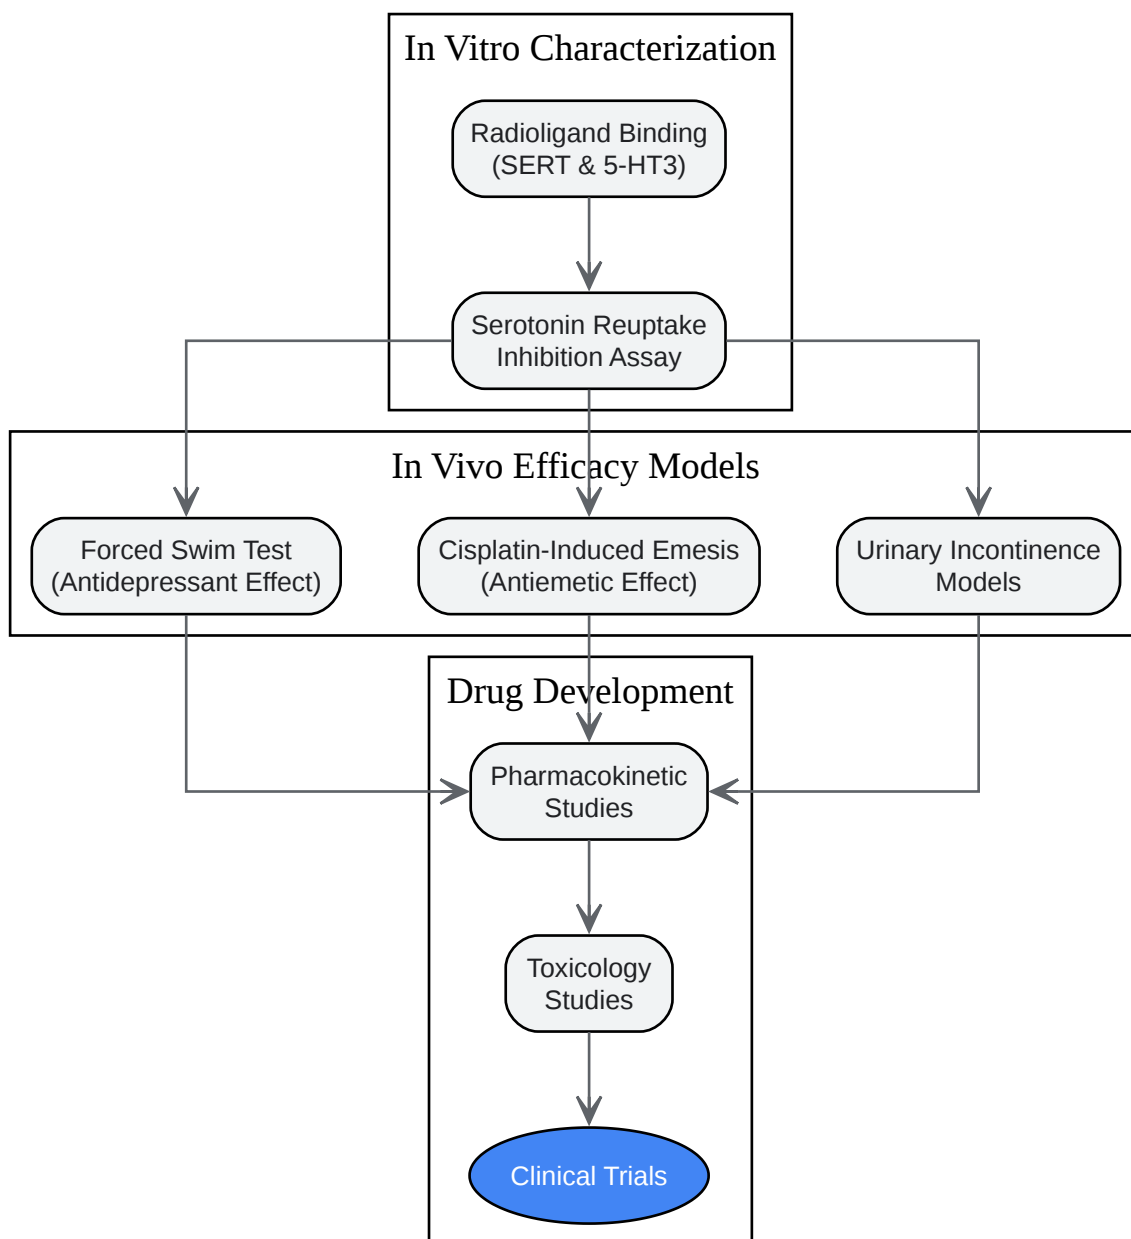 In Vitro Characterization
Radioligand Binding
(SERT & 5-HT3)
Serotonin Reuptake
Inhibition Assay
In Vivo Efficacy Models
Forced Swim Test
(Antidepressant Effect)
Cisplatin-Induced Emesis
(Antiemetic Effect)
Urinary Incontinence
Models
Drug Development
Pharmacokinetic
Studies
Toxicology
Studies
Clinical Trials